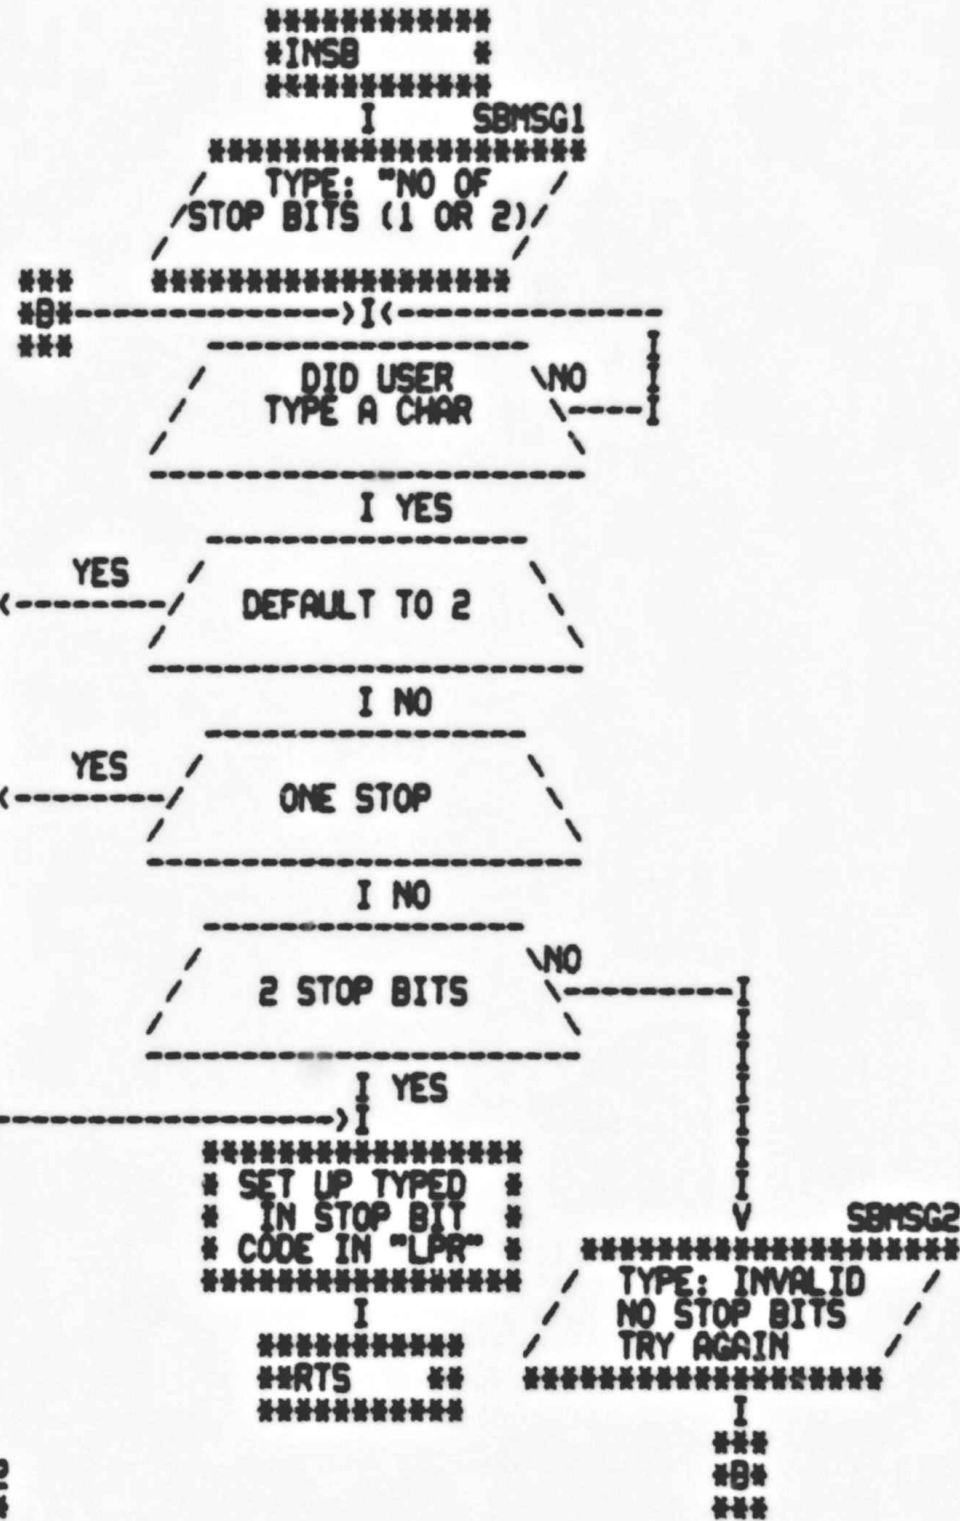 ************
*INSB      *
************
I     SBMSG1
********************
/   TYPE: "NO OF   /
/STOP BITS (1 OR 2)/
/                  /
*******************
***
*B*-------------->I<--------------
***
-----------------
/ DID USER \NO I
/ TYPE A CHAR \----I
/ \
-----------------------
I YES
-----------------
YES / \
<--------/ DEFAULT TO 2 \
/ \
-----------------------
I NO
-----------------
YES / \
<--------/ ONE STOP \
/ \
-----------------------
I NO
-----------------
/ \NO
/ 2 STOP BITS \---------I
/ \ I
-----------------------
I YES
------------------>I
*****************
* SET UP TYPED  *
*  IN STOP BIT  *
* CODE IN "LPR" *
*****************
I
***********
**RTS    **
***********
V     SBMSG2
********************
/ TYPE: INVALID /
/ NO STOP BITS /
/ TRY AGAIN /
*******************
I
***
*B*
***